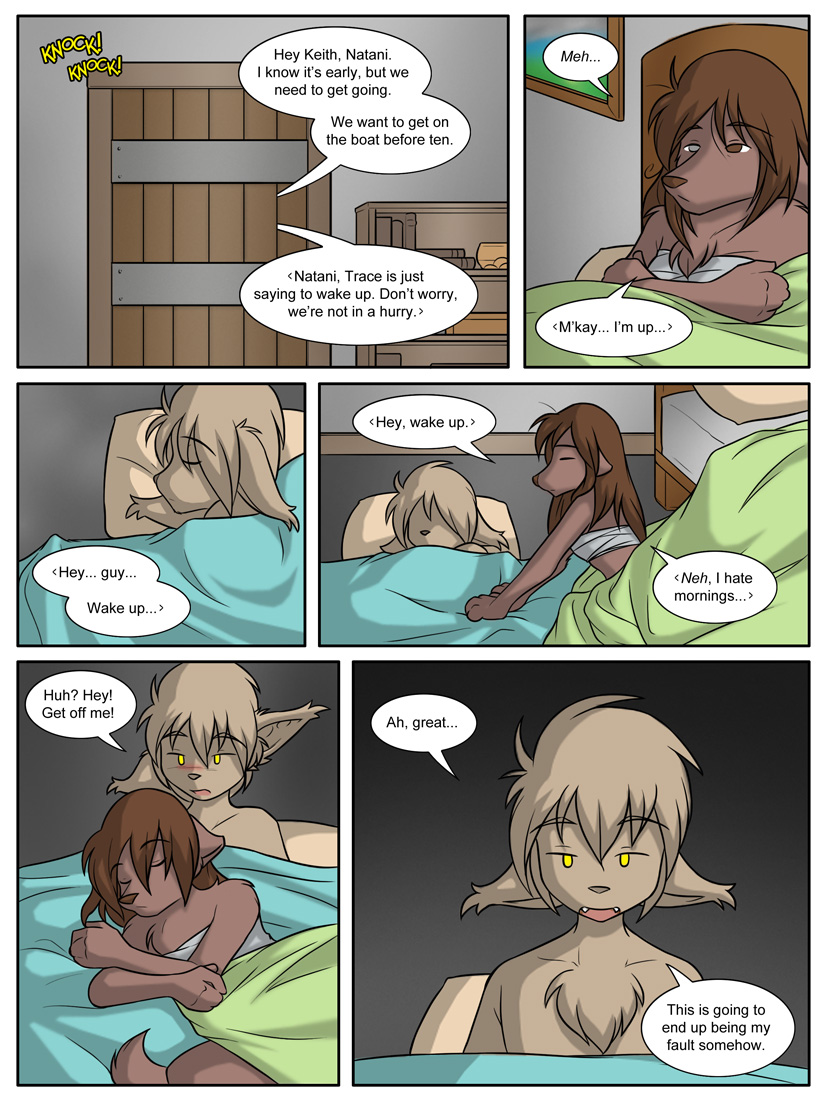 KNOCK!
KNOCK!
Hey Keith, Natani.
I know it's early, but we
need to get going.
We want to get on
the boat before ten.
‹Natani, Trace is just
saying to wake up. Don't worry,
we're not in a hurry.›
Meh...
‹M'kay... I'm up...›
‹Hey... guy...
Wake up...›
‹Hey, wake up.›
‹Neh, I hate
mornings...›
Huh? Hey!
Get off me!
Ah, great...
This is going to
end up being my
fault somehow.